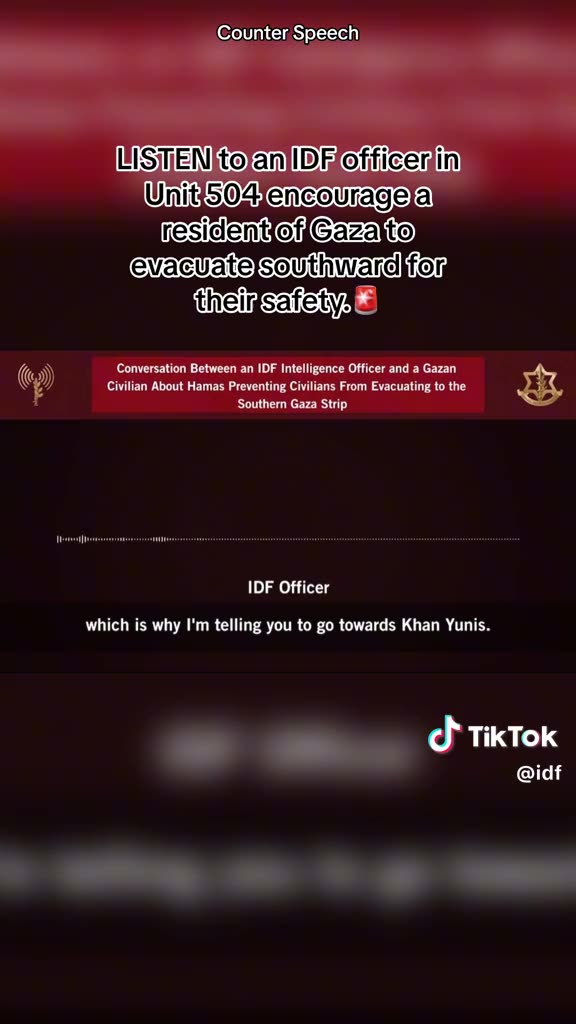 Counter Speech
LISTEN to an IDF officer in
Unit 504 encourage a
resident of Gaza to
evacuate southward for
their safety.🚨
Conversation Between an IDF Intelligence Officer and a Gazan
Civilian About Hamas Preventing Civilians From Evacuating to the
Southern Gaza Strip
IDF Officer
which is why I'm telling you to go towards Khan Yunis.
TikTok
@idf